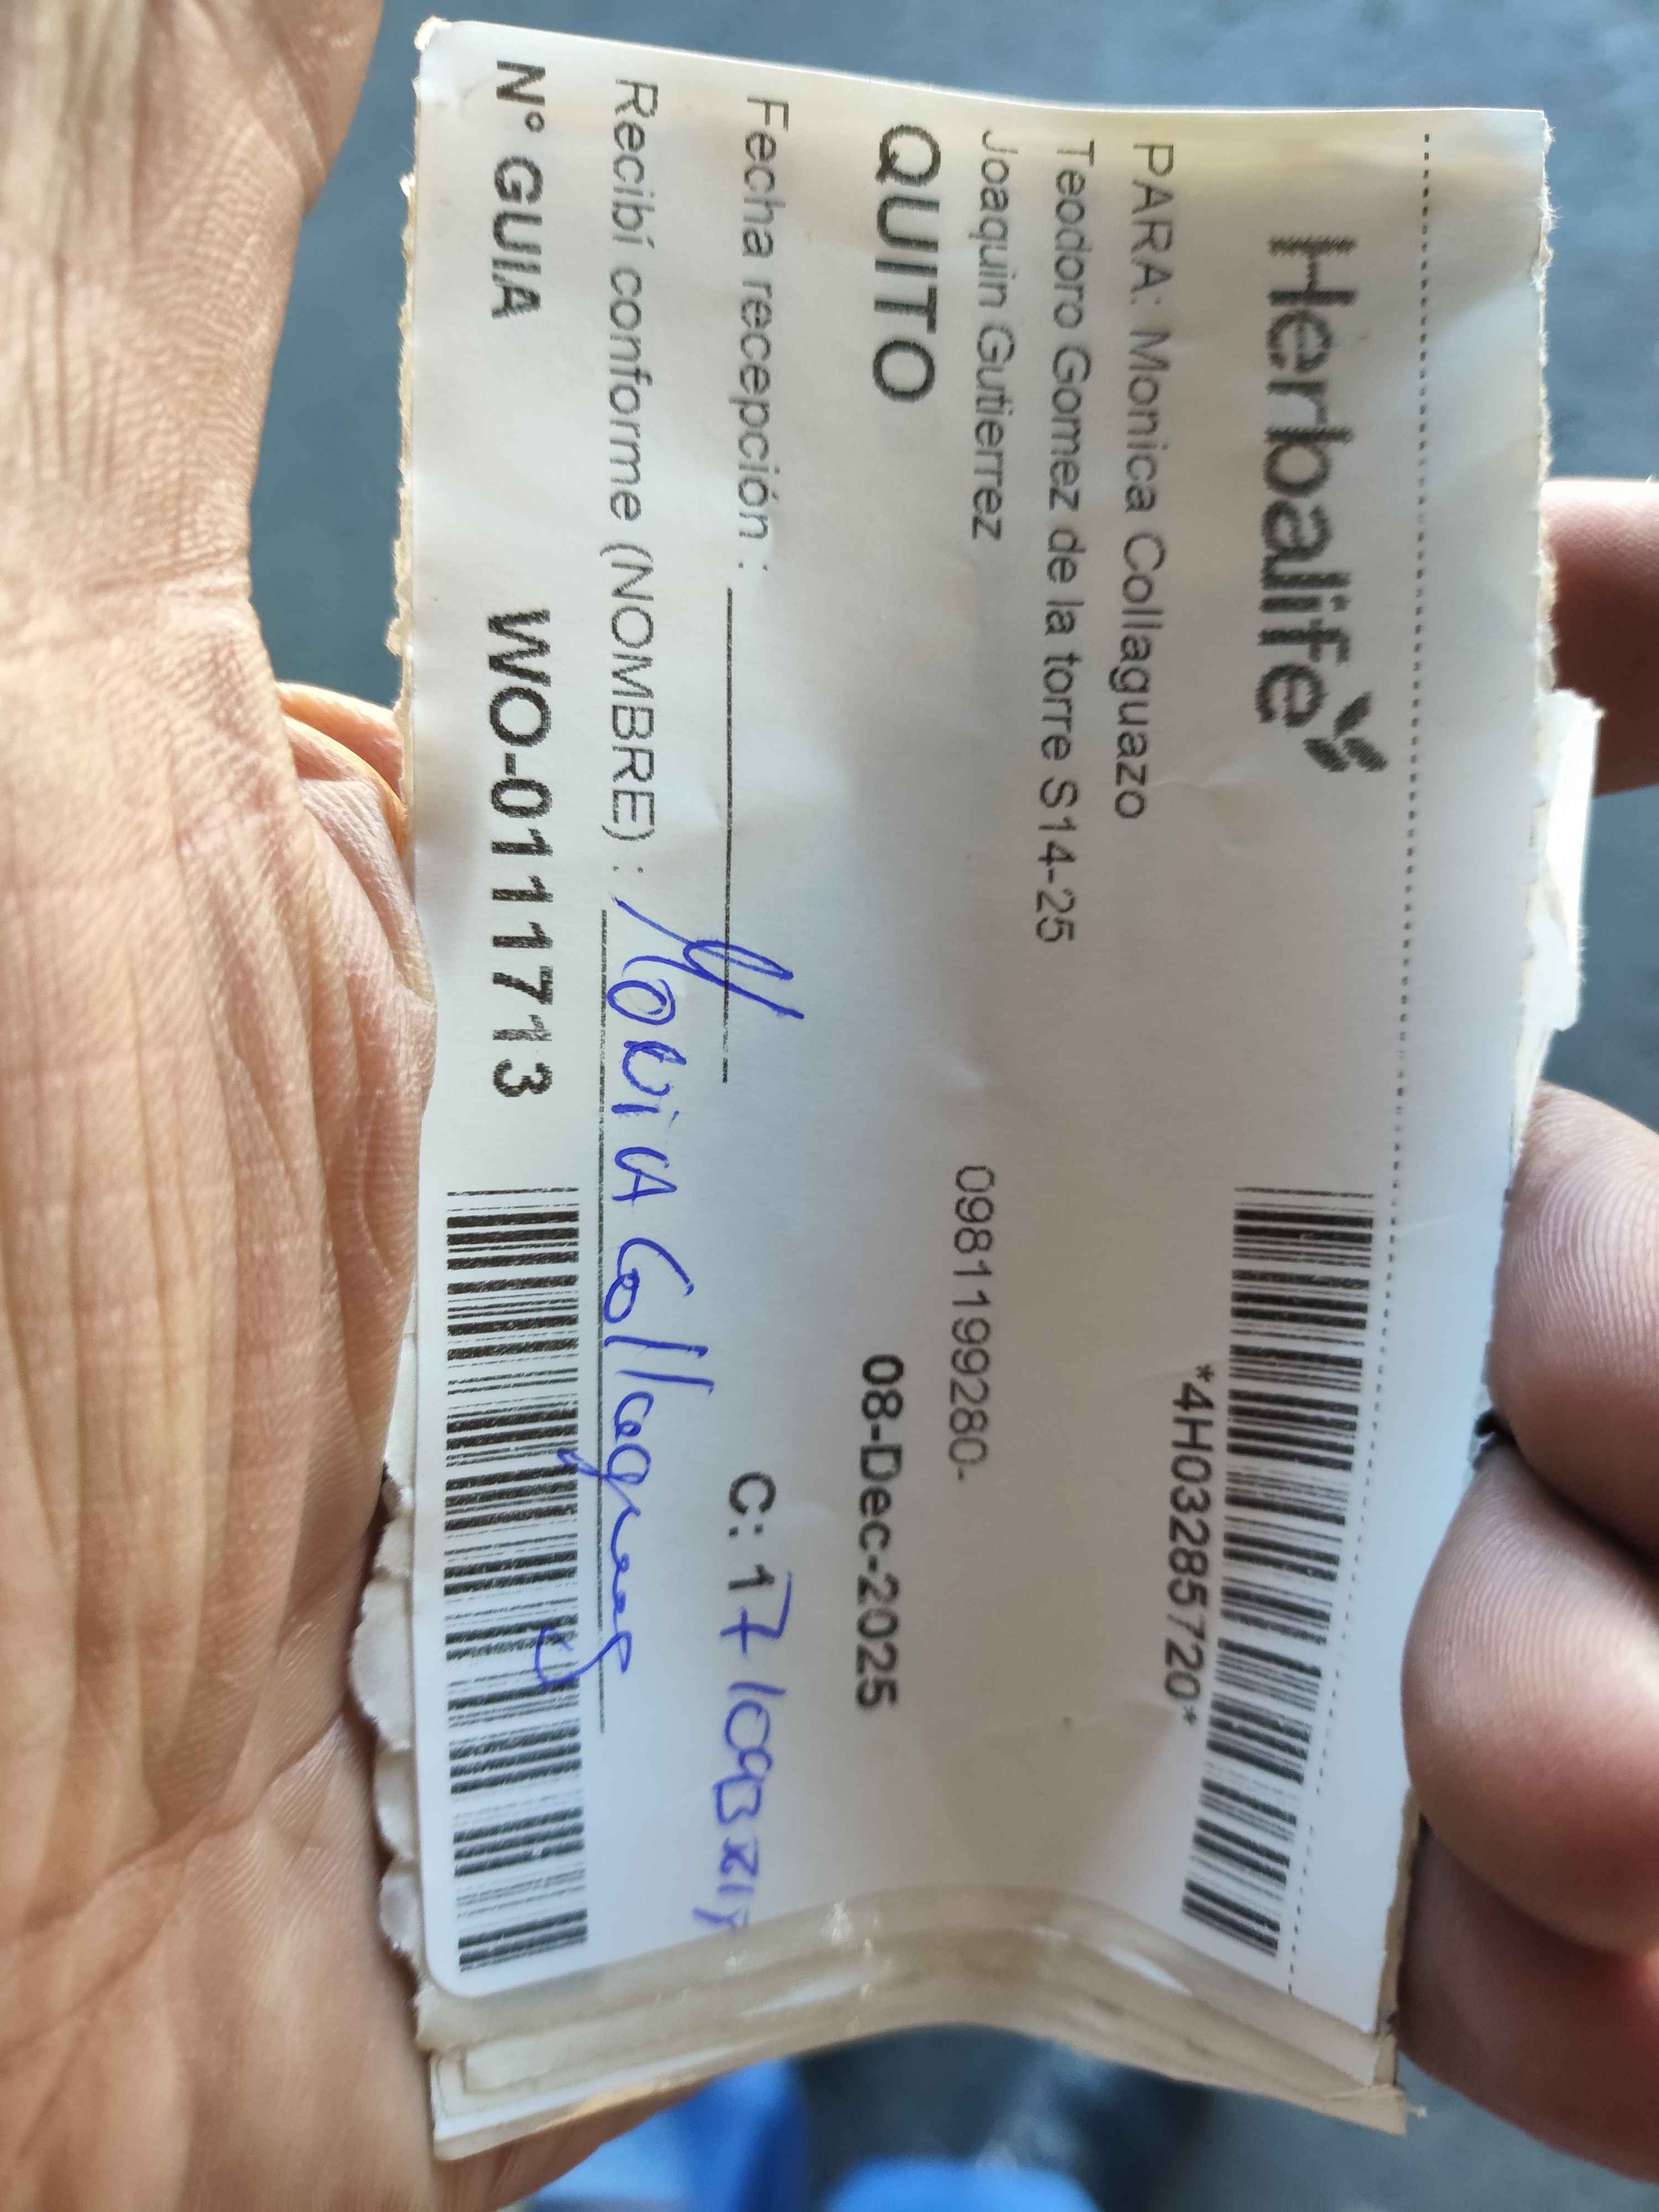 Herbalife
*4H03285720*
PARA: Monica Collaguazo
Teodoro Gomez de la torre S14-25
Joaquin Gutierrez 0981199280-
QUITO 08-Dec-2025
Fecha recepción : C: 17
Recibí conforme (NOMBRE) : Collaguazo
N° GUIA WO-0111713